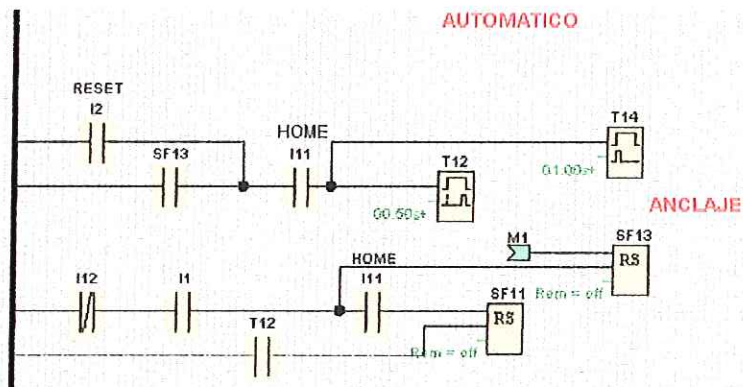 AUTOMATICO
RESET
I2
HOME
T14
SF13
I11
T12
01.00s+
00.50s+
ANCLAJE
M1
SF13
HOME
RS
I12
I1
I11
Rem = off
SF11
T12
RS
Rem = off